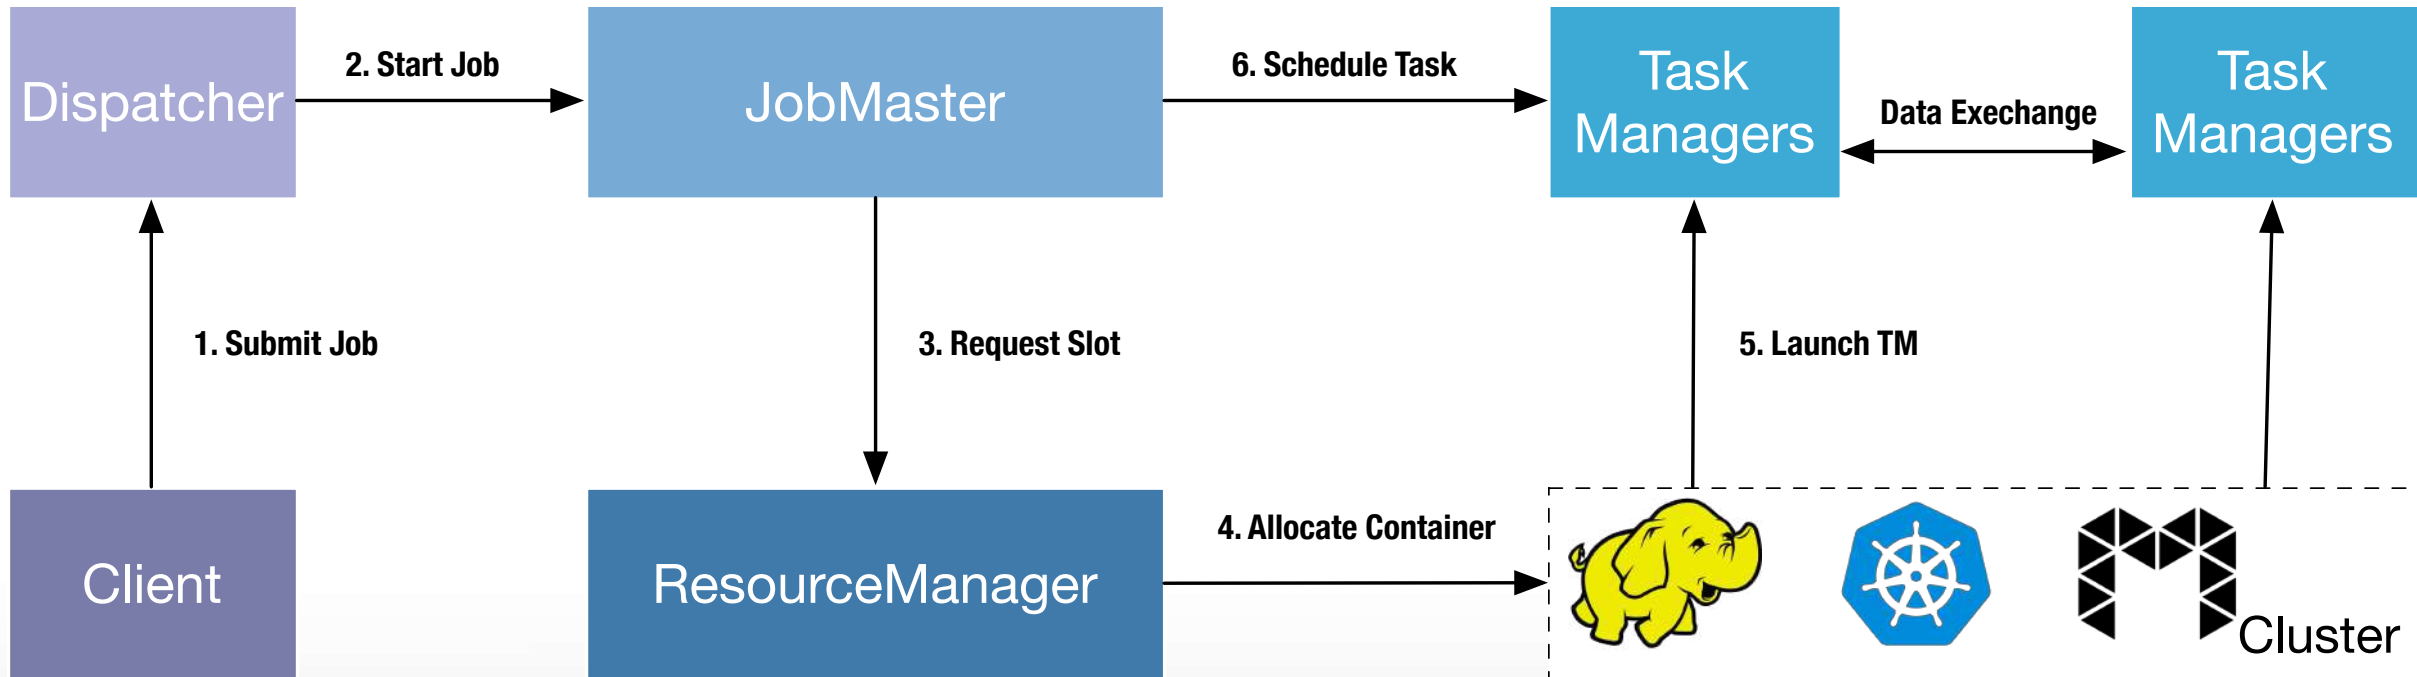 Dispatcher
2. Start Job
JobMaster
6. Schedule Task
Task
Managers
Data Exechange
Task
Managers
1. Submit Job
3. Request Slot
5. Launch TM
Client
ResourceManager
4. Allocate Container
Cluster